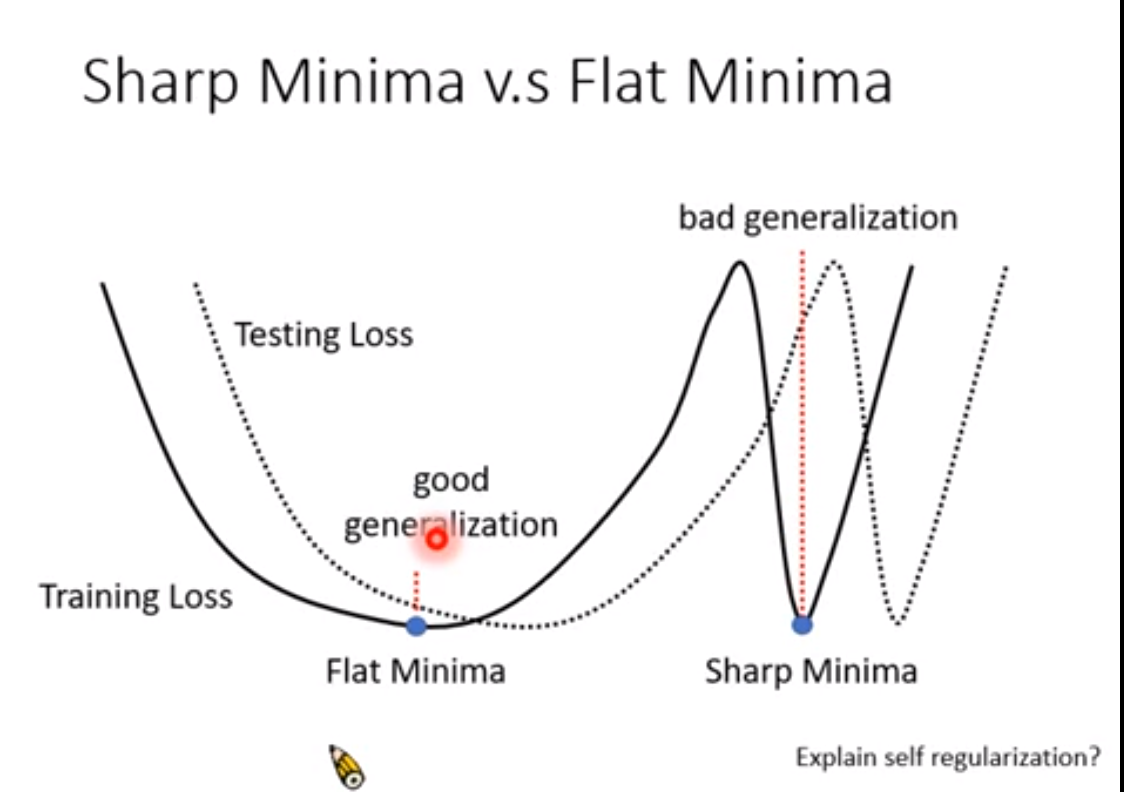 Sharp Minima v.s Flat Minima
bad generalization
Testing Loss
good
generalization
Training Loss
Flat Minima
Sharp Minima
Explain self regularization?